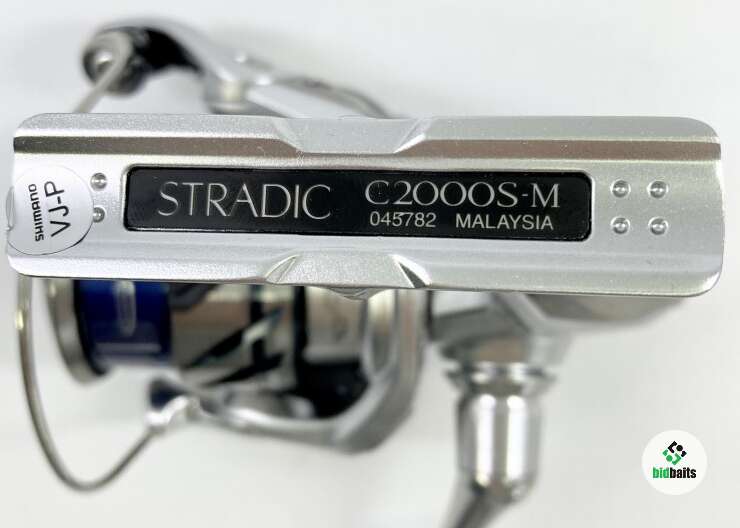 STRADIC C2000S-M
045782 MALAYSIA
SHIMANO
VJ-P
bidbaits